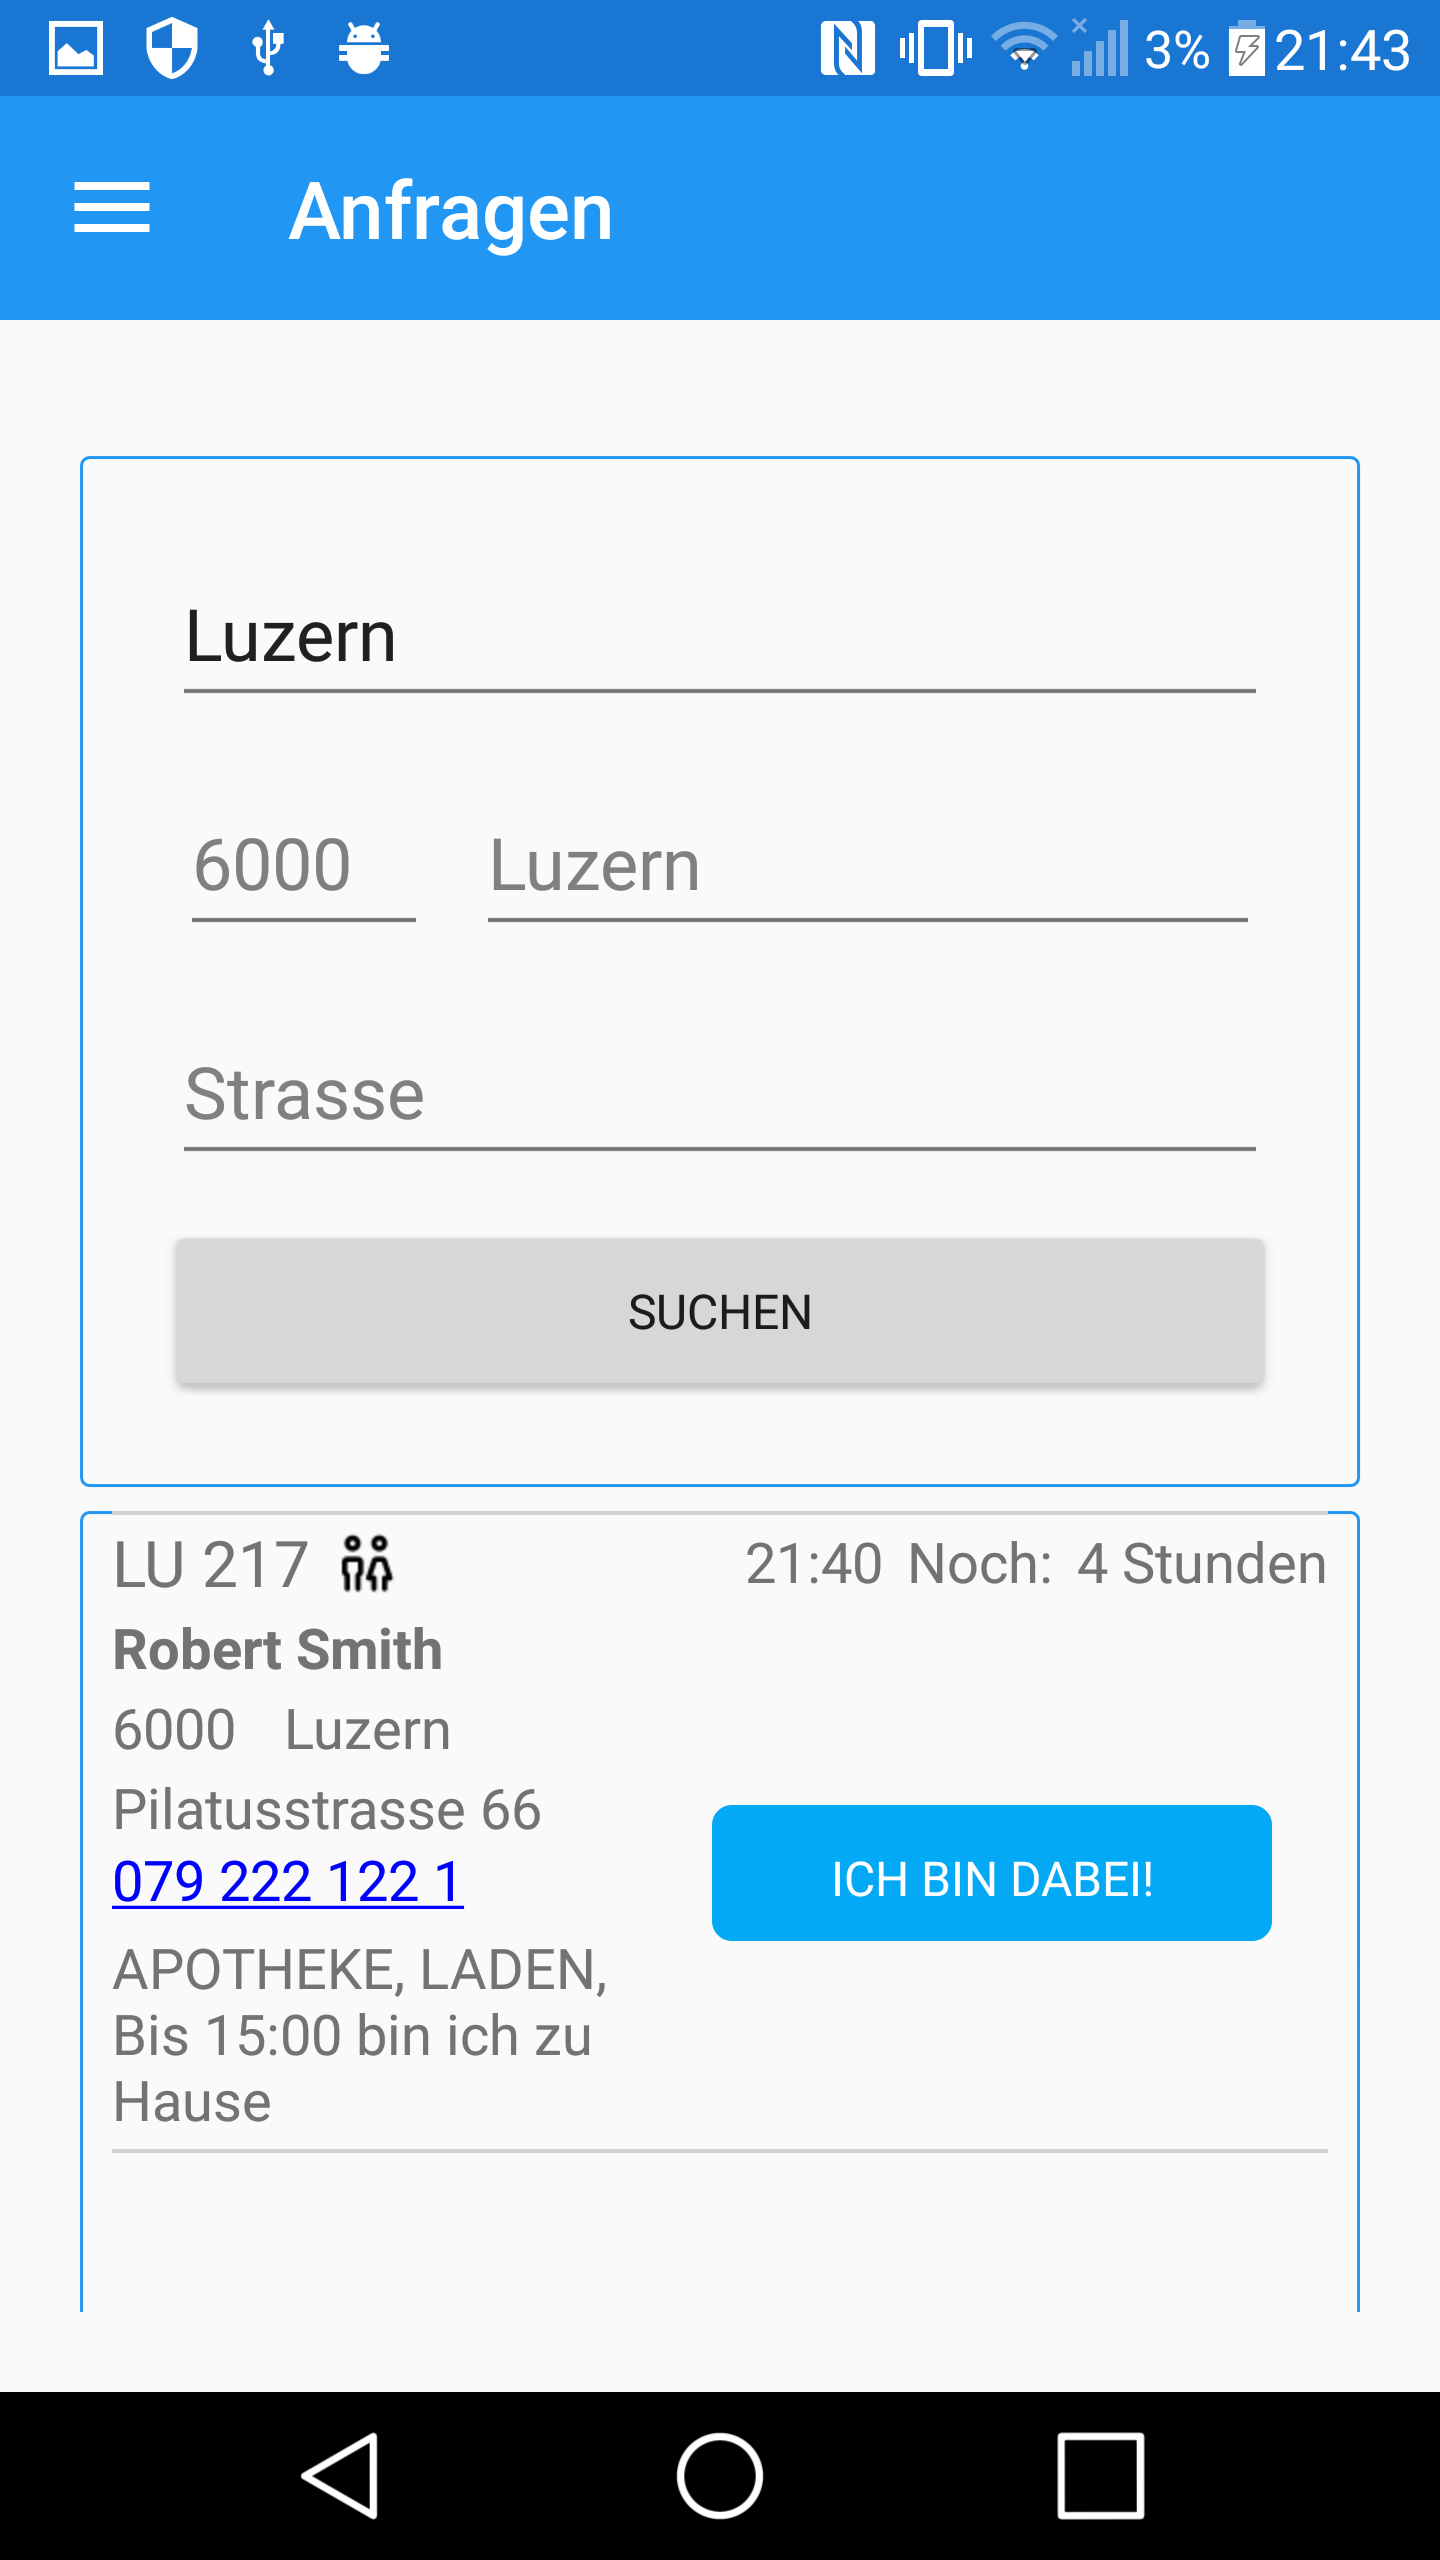 3% 21:43
Anfragen
Luzern
6000 Luzern
Strasse
SUCHEN
LU 217 21:40 Noch: 4 Stunden
Robert Smith
6000 Luzern
Pilatusstrasse 66
079 222 122 1
ICH BIN DABEI!
APOTHEKE, LADEN,
Bis 15:00 bin ich zu
Hause